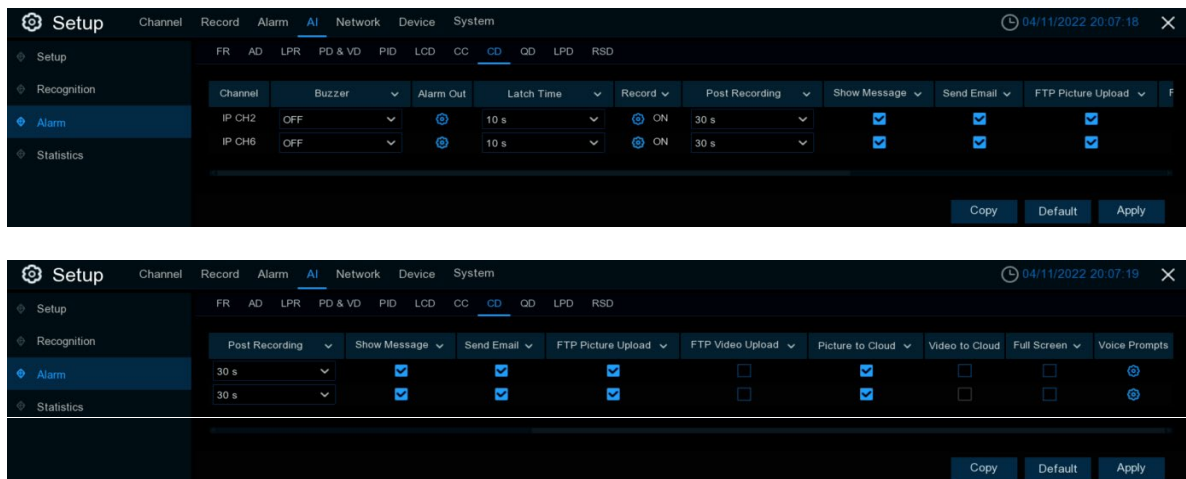 Setup Channel Record Alarm AI Network Device System 04/11/2022 20:07:18
FR AD LPR PD & VD PID LCD CC CD QD LPD RSD
Setup
Recognition
Alarm
Statistics
Channel Buzzer Alarm Out Latch Time Record Post Recording Show Message Send Email FTP Picture Upload F
IP CH2 OFF 10 s ON 30 s
IP CH6 OFF 10 s ON 30 s
Copy Default Apply
Setup Channel Record Alarm AI Network Device System 04/11/2022 20:07:19
FR AD LPR PD & VD PID LCD CC CD QD LPD RSD
Setup
Recognition
Alarm
Statistics
Post Recording Show Message Send Email FTP Picture Upload FTP Video Upload Picture to Cloud Video to Cloud Full Screen Voice Prompts
30 s
30 s
Copy Default Apply